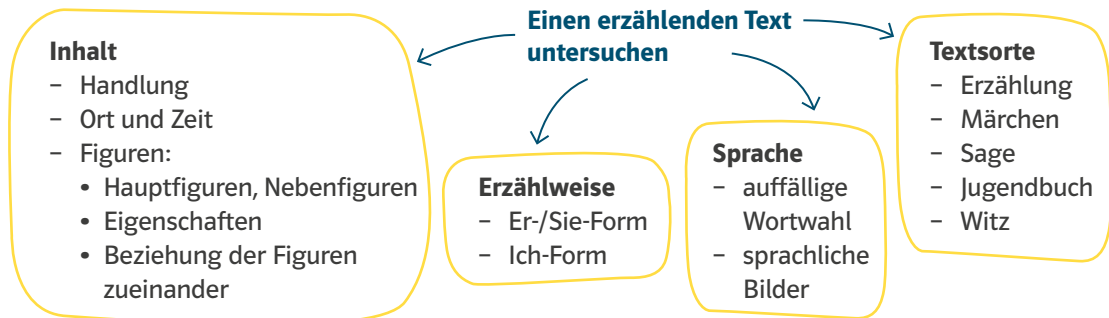 Einen erzählenden Text
untersuchen
Inhalt
– Handlung
– Ort und Zeit
– Figuren:
• Hauptfiguren, Nebenfiguren
• Eigenschaften
• Beziehung der Figuren
zueinander
Erzählweise
– Er-/Sie-Form
– Ich-Form
Sprache
– auffällige
Wortwahl
– sprachliche
Bilder
Textsorte
– Erzählung
– Märchen
– Sage
– Jugendbuch
– Witz